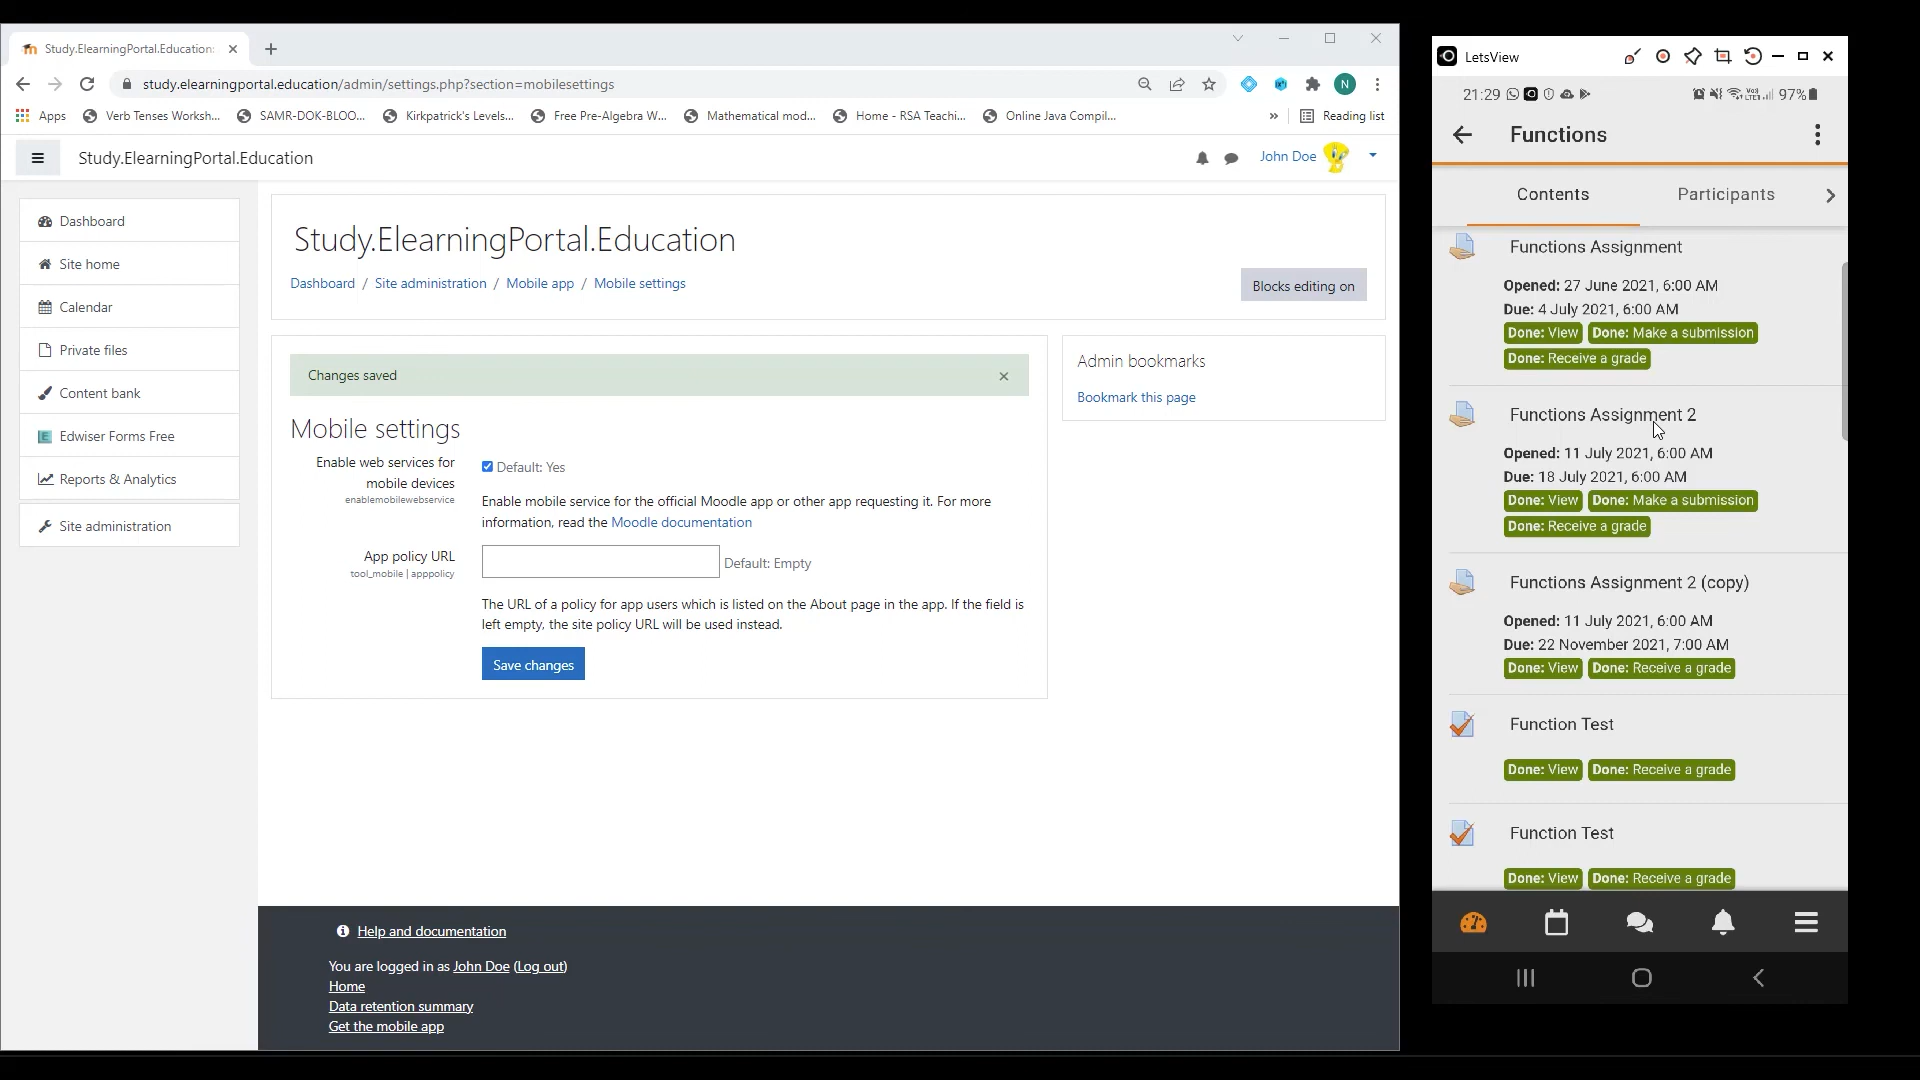 Study.ElearningPortal.Education:
study.elearningportal.education/admin/settings.php?section=mobilesettings
N
Apps
Verb Tenses Worksh...
SAMR-DOK-BLOO...
Kirkpatrick's Levels...
Free Pre-Algebra W...
Mathematical mod...
Home - RSA Teachi...
Online Java Compil...
»
Reading list
Study.ElearningPortal.Education
John Doe
Dashboard
Site home
Calendar
Private files
Content bank
Edwiser Forms Free
Reports & Analytics
Site administration
Study.ElearningPortal.Education
Dashboard / Site administration / Mobile app / Mobile settings
Blocks editing on
Changes saved
×
Mobile settings
Enable web services for
mobile devices
enablemobilewebservice
Default: Yes
Enable mobile service for the official Moodle app or other app requesting it. For more
information, read the Moodle documentation
App policy URL
tool_mobile | apppolicy
Default: Empty
The URL of a policy for app users which is listed on the About page in the app. If the field is
left empty, the site policy URL will be used instead.
Save changes
Admin bookmarks
Bookmark this page
Help and documentation
You are logged in as John Doe (Log out)
Home
Data retention summary
Get the mobile app
LetsView
21:29
97%
Functions
Contents
Participants
Functions Assignment
Opened: 27 June 2021, 6:00 AM
Due: 4 July 2021, 6:00 AM
Done: View Done: Make a submission
Done: Receive a grade
Functions Assignment 2
Opened: 11 July 2021, 6:00 AM
Due: 18 July 2021, 6:00 AM
Done: View Done: Make a submission
Done: Receive a grade
Functions Assignment 2 (copy)
Opened: 11 July 2021, 6:00 AM
Due: 22 November 2021, 7:00 AM
Done: View Done: Receive a grade
Function Test
Done: View Done: Receive a grade
Function Test
Done: View Done: Receive a grade